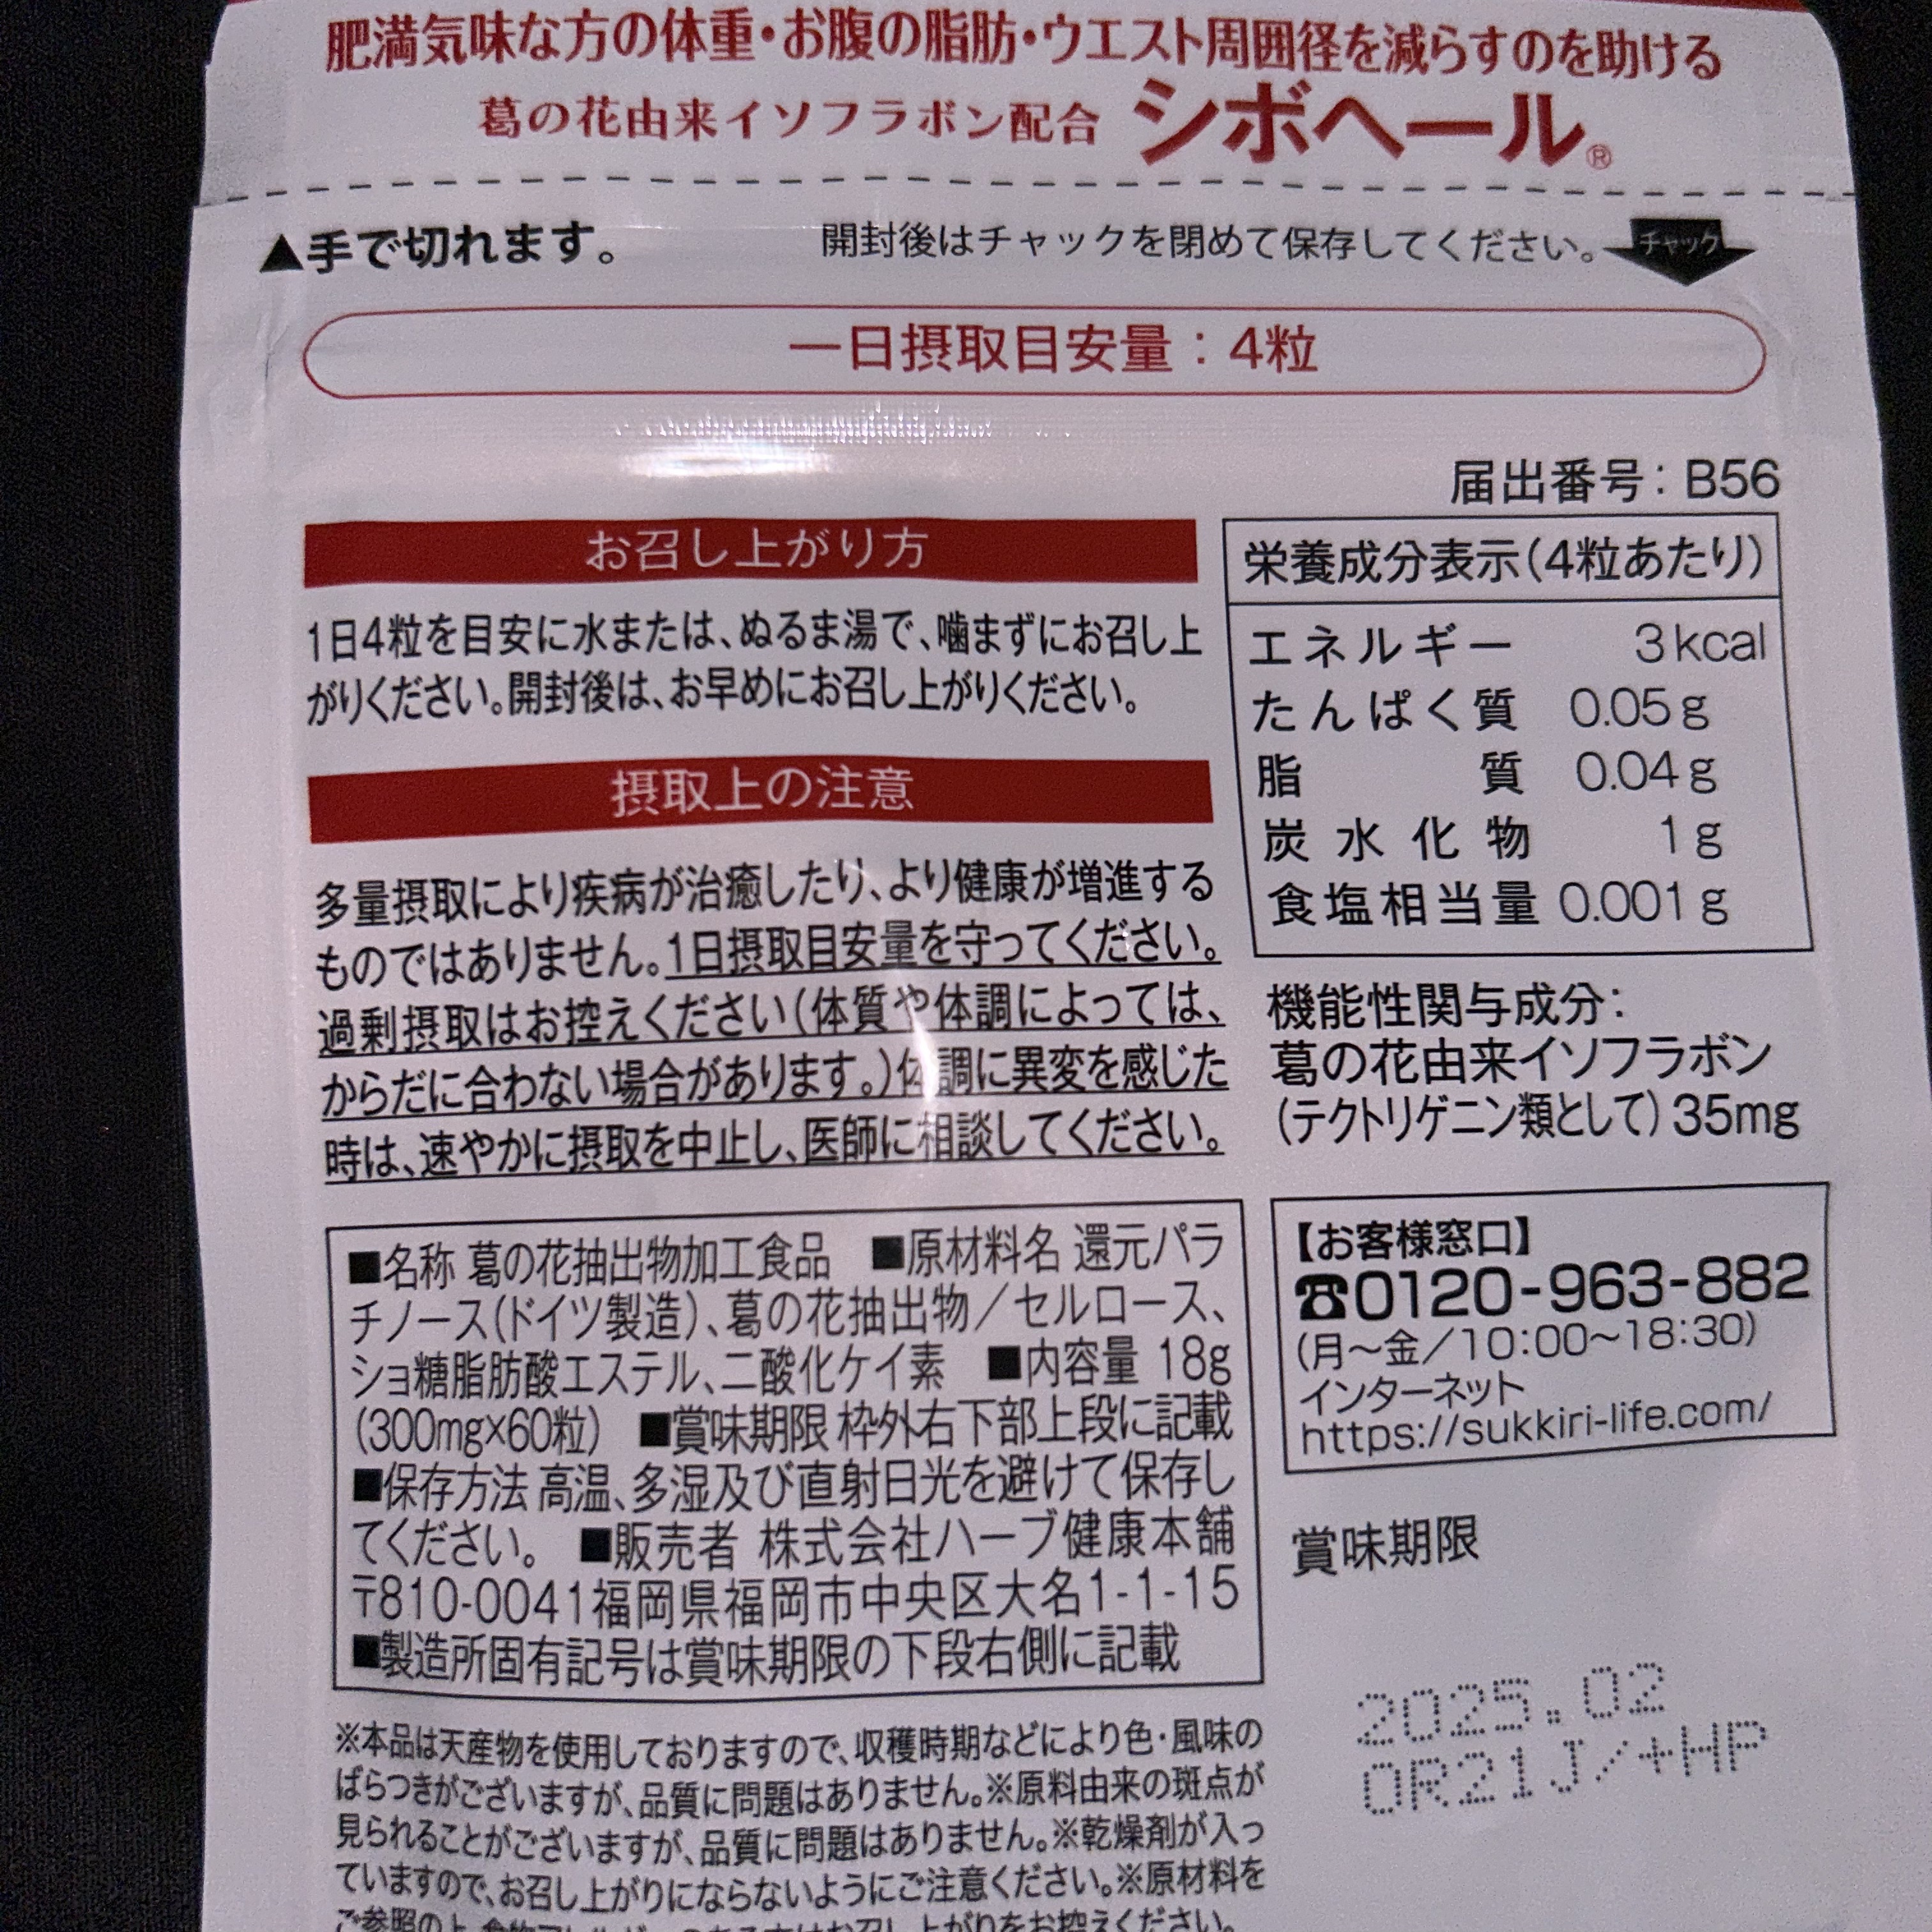 肥満気味な方の体重・お腹の脂肪・ウエスト周囲径を減らすのを助ける
葛の花由来イソフラボン配合 シボヘール®
▲手で切れます。 開封後はチャックを閉めて保存してください。 チャック
一日摂取目安量：4粒
届出番号：B56
お召し上がり方
1日4粒を目安に水または、ぬるま湯で、噛まずにお召し上
がりください。開封後は、お早めにお召し上がりください。
摂取上の注意
多量摂取により疾病が治癒したり、より健康が増進する
ものではありません。1日摂取目安量を守ってください。
過剰摂取はお控えください（体質や体調によっては、
からだに合わない場合があります。）体調に異変を感じた
時は、速やかに摂取を中止し、医師に相談してください。
栄養成分表示（4粒あたり）
エネルギー 3kcal
たんぱく質 0.05g
脂質 0.04g
炭水化物 1g
食塩相当量 0.001g
機能性関与成分：
葛の花由来イソフラボン
（テクトリゲニン類として）35mg
■名称 葛の花抽出物加工食品 ■原材料名 還元パラ
チノース（ドイツ製造）、葛の花抽出物／セルロース、
ショ糖脂肪酸エステル、二酸化ケイ素 ■内容量 18g
（300mg×60粒） ■賞味期限 枠外右下部上段に記載
■保存方法 高温、多湿及び直射日光を避けて保存し
てください。 ■販売者 株式会社ハーブ健康本舗
〒810-0041福岡県福岡市中央区大名1-1-15
■製造所固有記号は賞味期限の下段右側に記載
【お客様窓口】
☎0120-963-882
（月～金／10：00～18：30）
インターネット
https://sukkiri-life.com/
賞味期限
2025.02
OR21J/+HP
※本品は天産物を使用しておりますので、収穫時期などにより色・風味の
ばらつきがございますが、品質に問題はありません。※原料由来の斑点が
見られることがございますが、品質に問題はありません。※乾燥剤が入っ
ていますので、お召し上がりにならないようにご注意ください。※原材料を
ご参照の上、食物アレルギーのある方はお召し上がりをお控えください。